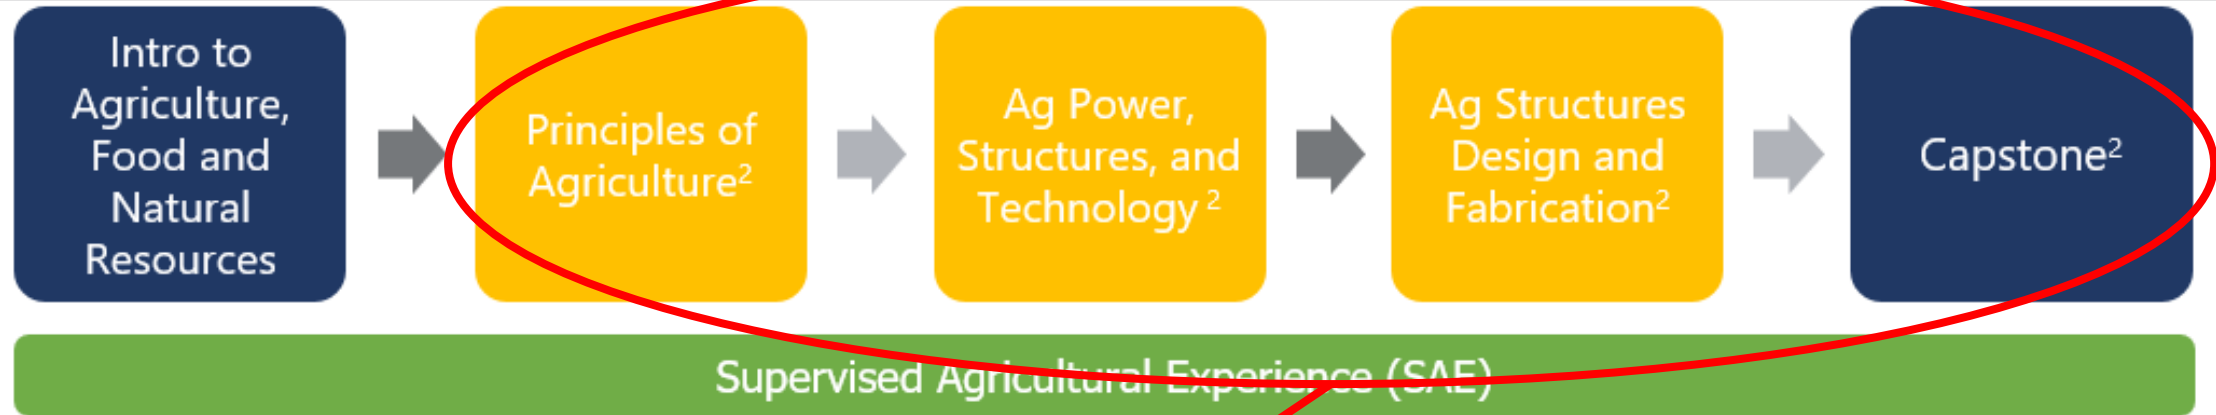 Intro to
Agriculture,
Food and
Natural
Resources
Principles of
Agriculture²
Ag Power,
Structures, and
Technology ²
Ag Structures
Design and
Fabrication²
Capstone²
Supervised Agricultural Experience (SAE)